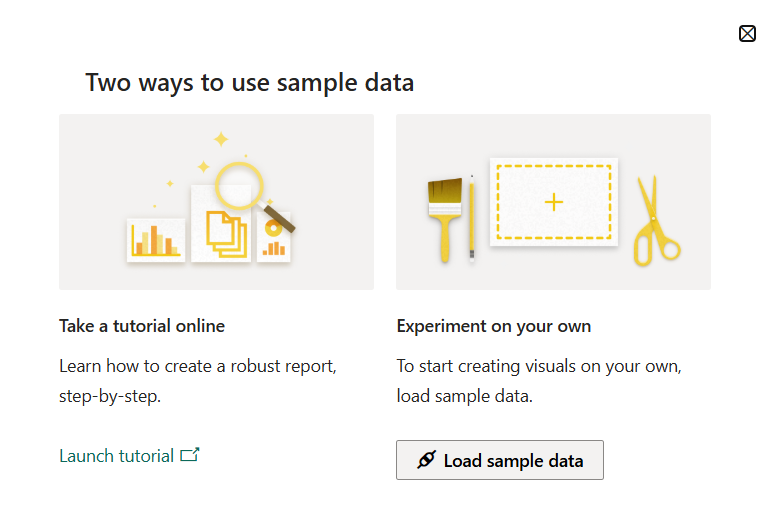 Two ways to use sample data
Take a tutorial online
Learn how to create a robust report,
step-by-step.
Launch tutorial
Experiment on your own
To start creating visuals on your own,
load sample data.
Load sample data